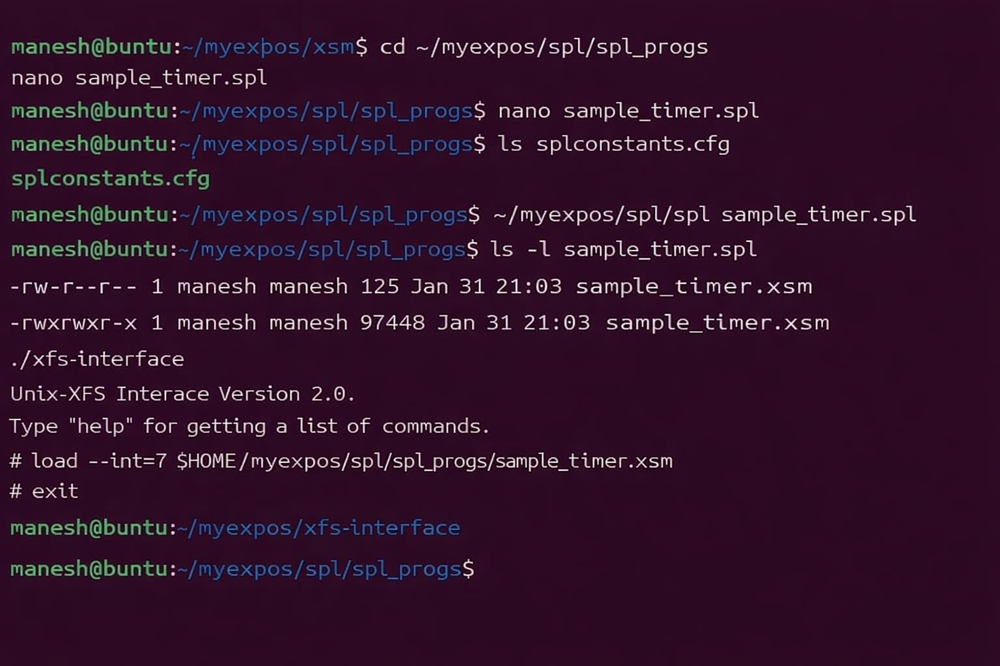 manesh@buntu:~/myexpos/xsm$ cd ~/myexpos/spl/spl_progs
nano sample_timer.spl
manesh@buntu:~/myexpos/spl/spl_progs$ nano sample_timer.spl
manesh@buntu:~/myexpos/spl/spl_progs$ ls splconstants.cfg
splconstants.cfg
manesh@buntu:~/myexpos/spl/spl_progs$ ~/myexpos/spl/spl sample_timer.spl
manesh@buntu:~/myexpos/spl/spl_progs$ ls -l sample_timer.spl
-rw-r--r-- 1 manesh manesh 125 Jan 31 21:03 sample_timer.xsm
-rwxrwxr-x 1 manesh manesh 97448 Jan 31 21:03 sample_timer.xsm
./xfs-interface
Unix-XFS Interace Version 2.0.
Type "help" for getting a list of commands.
# load --int=7 $HOME/myexpos/spl/spl_progs/sample_timer.xsm
# exit
manesh@buntu:~/myexpos/xfs-interface
manesh@buntu:~/myexpos/spl/spl_progs$